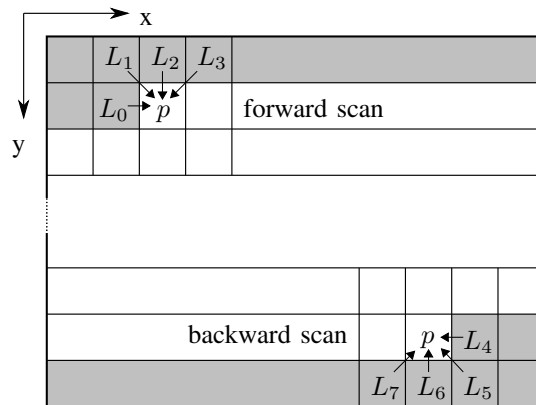 x
L₁ L₂ L₃
L₀ p forward scan
y
backward scan p L₄
L₇ L₆ L₅